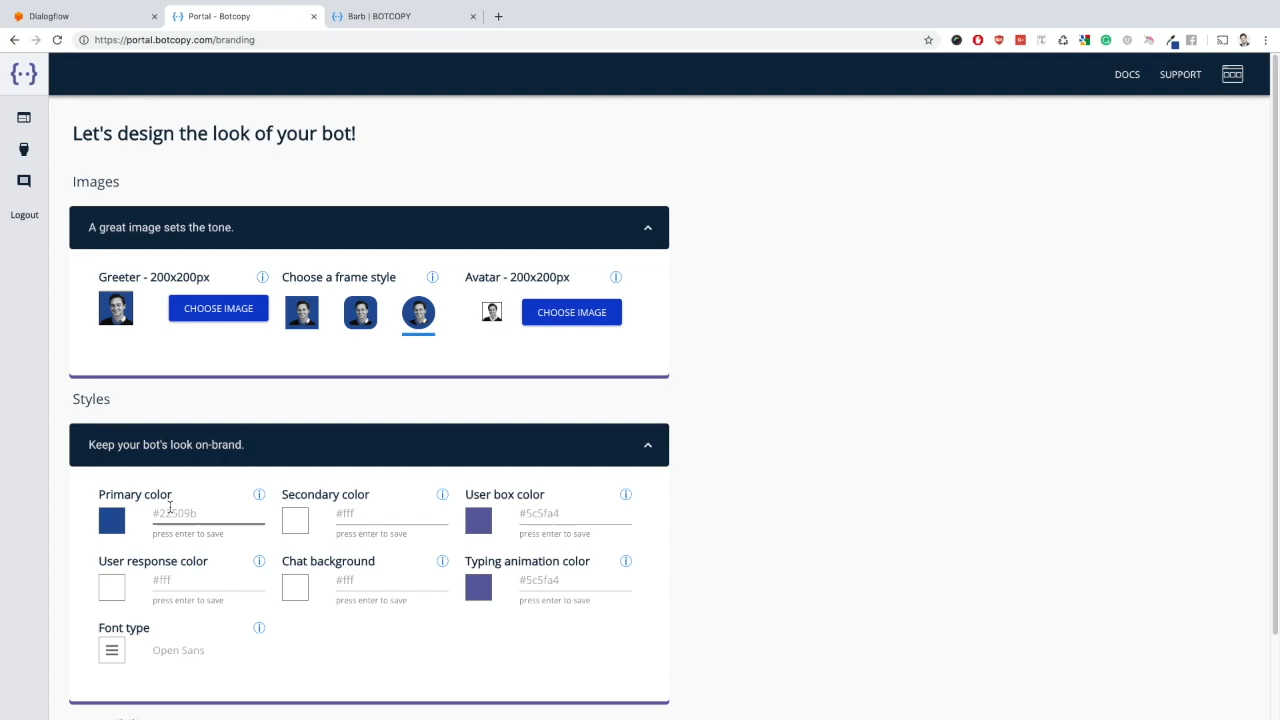 Dialogflow
Portal - Botcopy
Barb | BOTCOPY
https://portal.botcopy.com/branding
DOCS
SUPPORT
Logout
Let's design the look of your bot!
Images
A great image sets the tone.
Greeter - 200x200px
Choose a frame style
Avatar - 200x200px
CHOOSE IMAGE
CHOOSE IMAGE
Styles
Keep your bot's look on-brand.
Primary color
Secondary color
User box color
#22509b
#fff
#5c5fa4
press enter to save
press enter to save
press enter to save
User response color
Chat background
Typing animation color
#fff
#fff
#5c5fa4
press enter to save
press enter to save
press enter to save
Font type
Open Sans